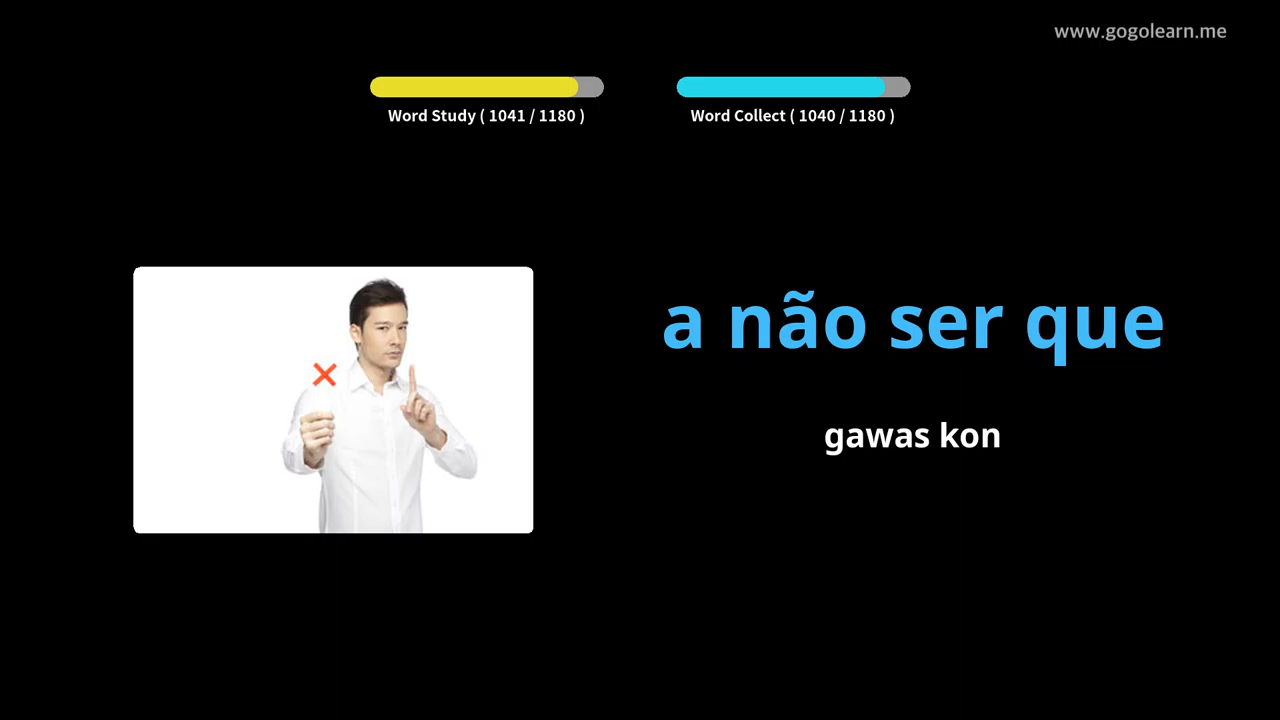 www.gogolearn.me
Word Study ( 1041 / 1180 )
Word Collect ( 1040 / 1180 )
a não ser que
gawas kon